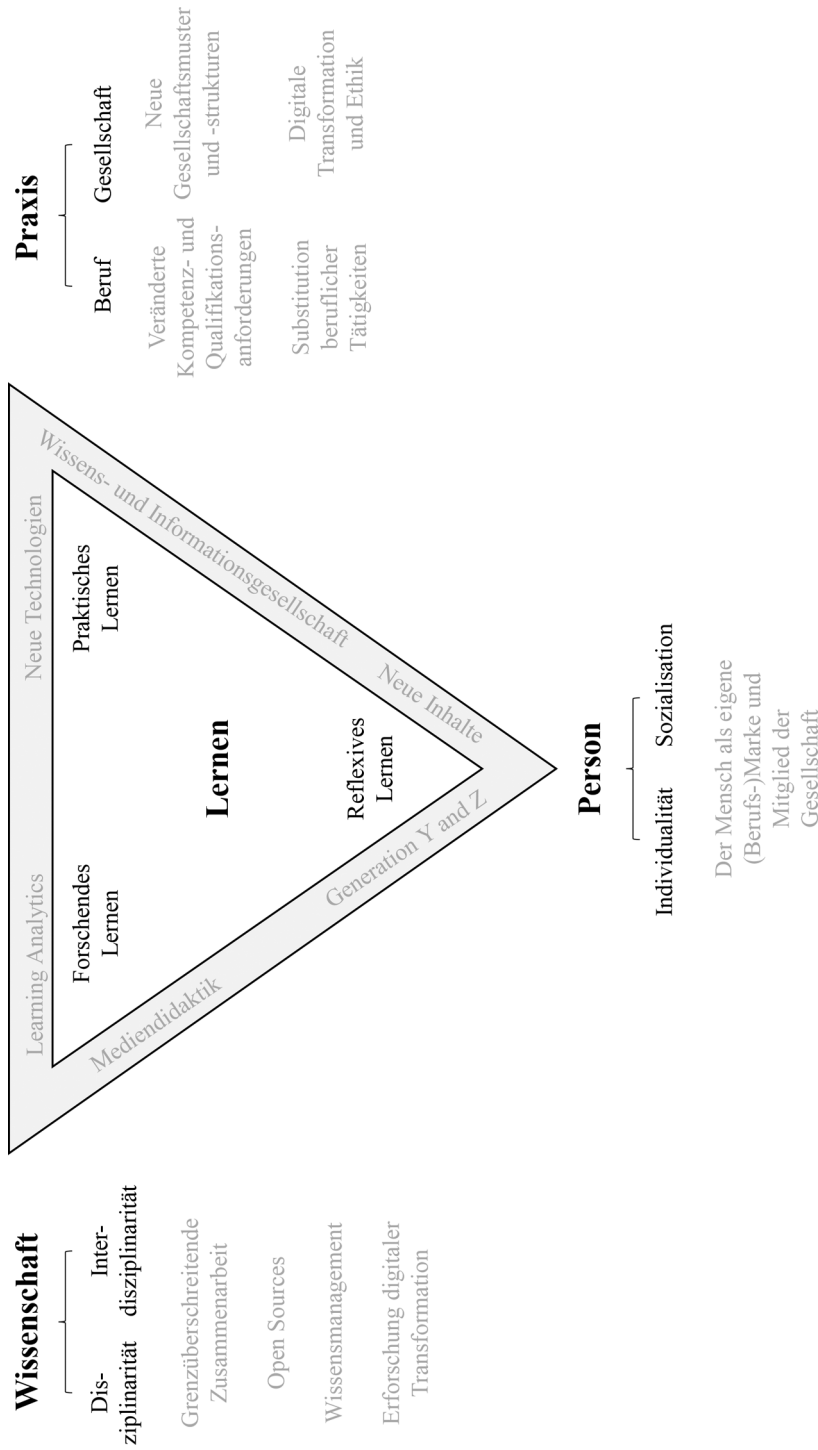 Wissenschaft
Dis-
ziplinarität
Inter-
disziplinarität
Grenzüberschreitende
Zusammenarbeit
Open Sources
Wissensmanagement
Erforschung digitaler
Transformation
Learning Analytics
Neue Technologien
Mediendidaktik
Generation Y and Z
Wissens- und Informationsgesellschaft
Neue Inhalte
Forschendes
Lernen
Praktisches
Lernen
Lernen
Reflexives
Lernen
Praxis
Beruf
Gesellschaft
Veränderte
Kompetenz- und
Qualifikations-
anforderungen
Substitution
beruflicher
Tätigkeiten
Neue
Gesellschaftsmuster
und -strukturen
Digitale
Transformation
und Ethik
Person
Individualität
Sozialisation
Der Mensch als eigene
(Berufs-)Marke und
Mitglied der
Gesellschaft